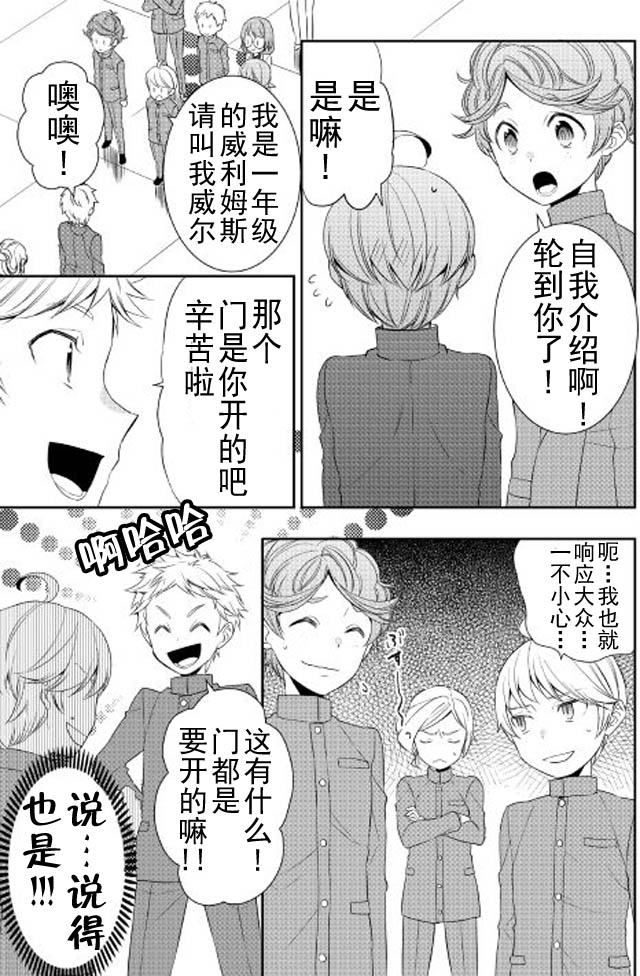 自我介绍啊！
轮到你了！
是
是嘛！
我是一年级
的威利姆斯
请叫我威尔
噢噢！
那个
门是你开的吧
辛苦啦
呃…我也就
响应大众…
一不小心…
啊哈哈
这有什么！
门都是
要开的嘛!!
说…说得
也是!!!